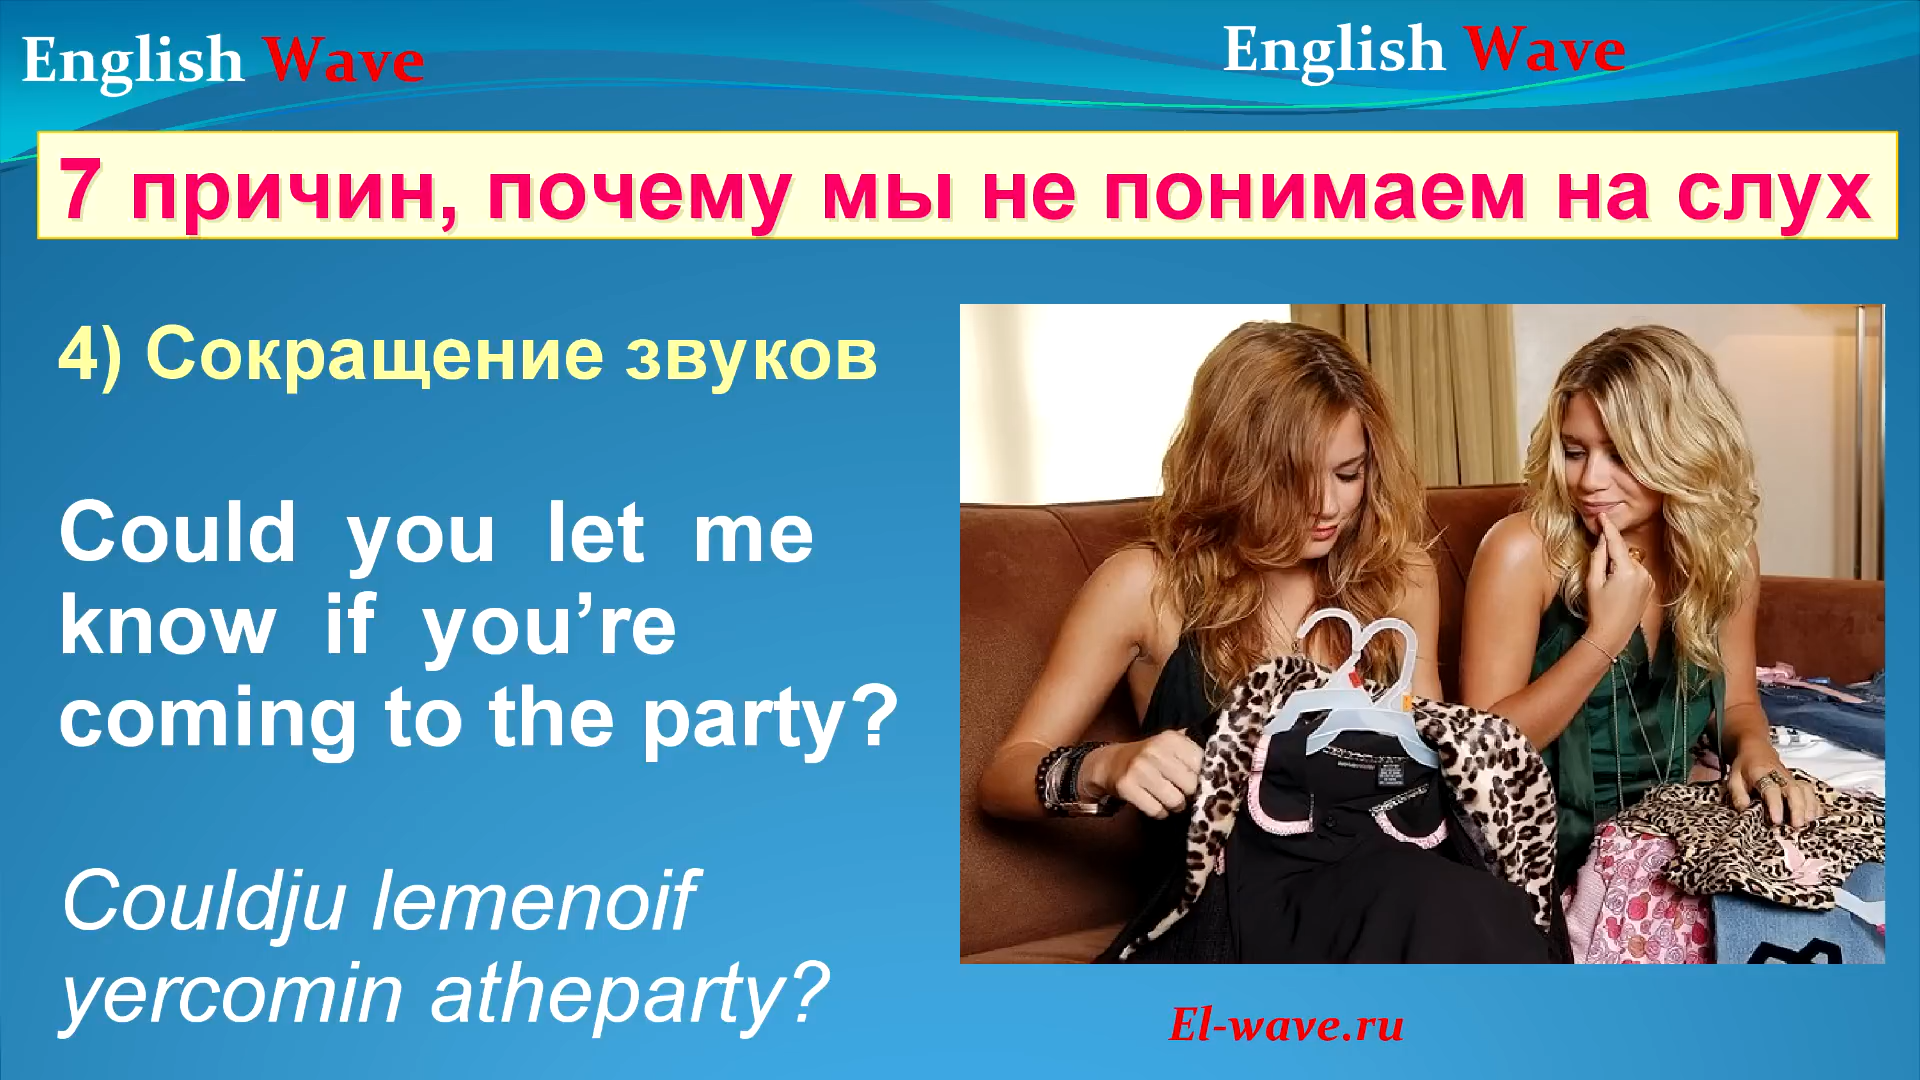 English Wave
English Wave
7 причин, почему мы не понимаем на слух
4) Сокращение звуков
Could you let me
know if you’re
coming to the party?
Couldju lemenoif
yercomin atheparty?
El-wave.ru